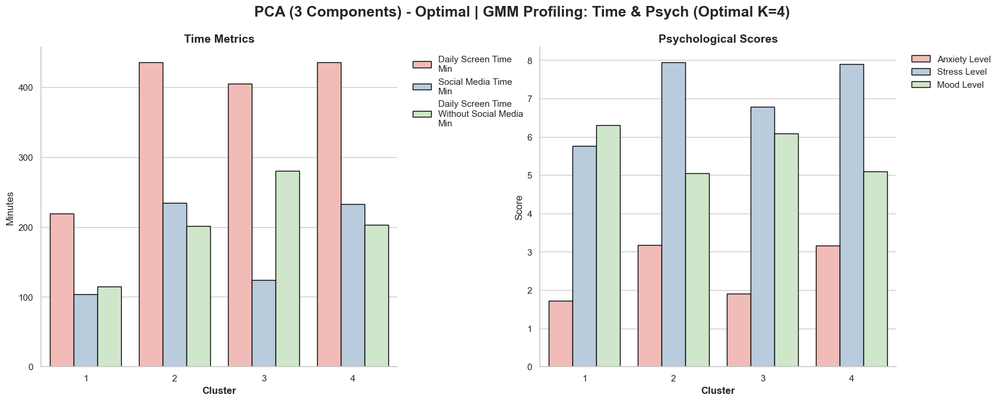 PCA (3 Components) - Optimal | GMM Profiling: Time & Psych (Optimal K=4)
Time Metrics
Minutes
400
300
200
100
0
1
2
3
4
Cluster
Daily Screen Time
Min
Social Media Time
Min
Daily Screen Time
Without Social Media
Min
Psychological Scores
Score
8
7
6
5
4
3
2
1
0
1
2
3
4
Cluster
Anxiety Level
Stress Level
Mood Level